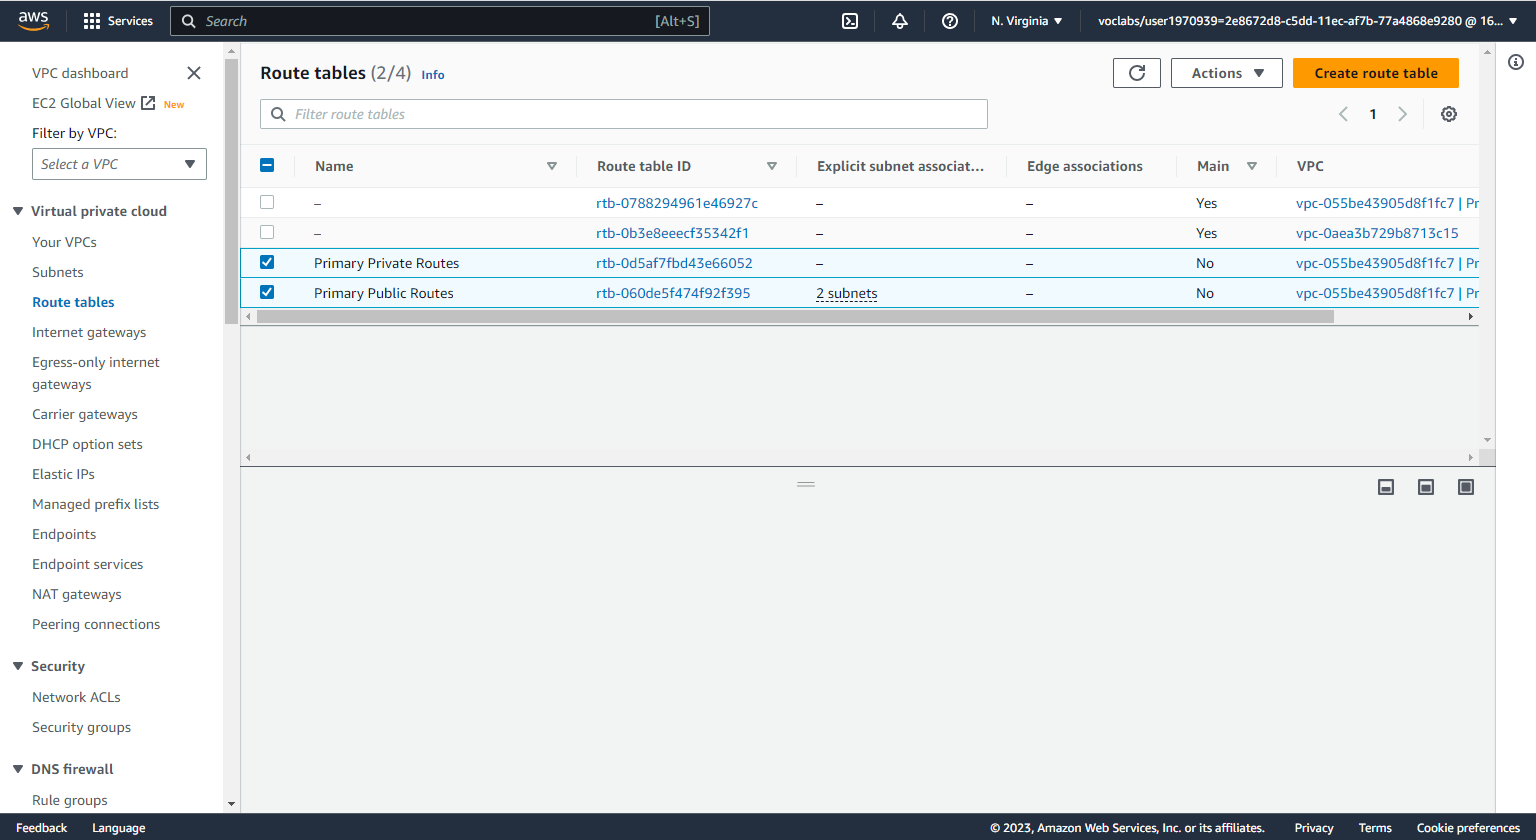 aws
Services
Search
[Alt+S]
N. Virginia
voclabs/user1970939=2e8672d8-c5dd-11ec-af7b-77a4868e9280 @ 16...
VPC dashboard
EC2 Global View New
Filter by VPC:
Select a VPC
Virtual private cloud
Your VPCs
Subnets
Route tables
Internet gateways
Egress-only internet
gateways
Carrier gateways
DHCP option sets
Elastic IPs
Managed prefix lists
Endpoints
Endpoint services
NAT gateways
Peering connections
Security
Network ACLs
Security groups
DNS firewall
Rule groups
Route tables (2/4) Info
Actions
Create route table
Filter route tables
1
Name Route table ID Explicit subnet associat... Edge associations Main VPC
– rtb-0788294961e46927c – – Yes vpc-055be43905d8f1fc7 | Pr
– rtb-0b3e8eeecf35342f1 – – Yes vpc-0aea3b729b8713c15
Primary Private Routes rtb-0d5af7fbd43e66052 – – No vpc-055be43905d8f1fc7 | Pr
Primary Public Routes rtb-060de5f474f92f395 2 subnets – No vpc-055be43905d8f1fc7 | Pr
Feedback Language © 2023, Amazon Web Services, Inc. or its affiliates. Privacy Terms Cookie preferences